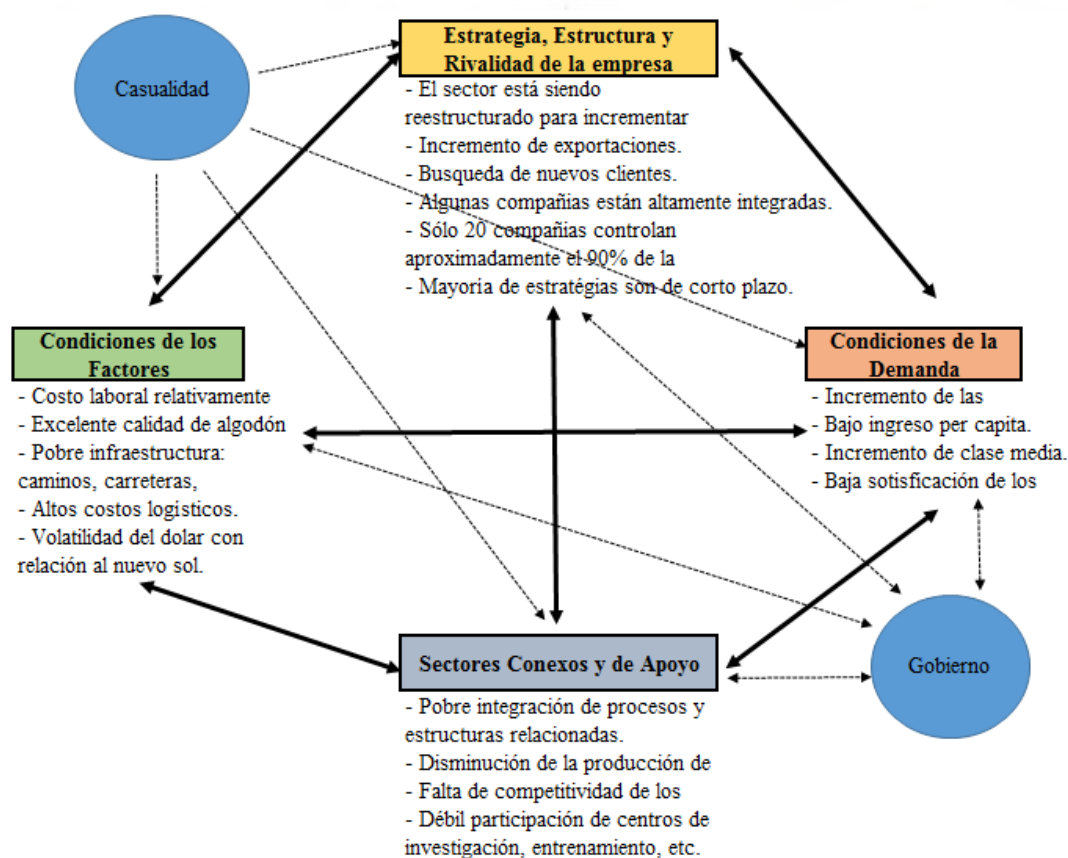 Casualidad
Estrategia, Estructura y
Rivalidad de la empresa
- El sector está siendo
reestructurado para incrementar
- Incremento de exportaciones.
- Busqueda de nuevos clientes.
- Algunas compañias están altamente integradas.
- Sólo 20 compañias controlan
aproximadamente el 90% de la
- Mayoria de estratégias son de corto plazo.
Condiciones de los
Factores
- Costo laboral relativamente
- Excelente calidad de algodón
- Pobre infraestructura:
caminos, carreteras,
- Altos costos logisticos.
- Volatilidad del dolar con
relación al nuevo sol.
Condiciones de la
Demanda
- Incremento de las
- Bajo ingreso per capita.
- Incremento de clase media.
- Baja sotisficación de los
Sectores Conexos y de Apoyo
- Pobre integración de procesos y
estructuras relacionadas.
- Disminución de la producción de
- Falta de competitividad de los
- Débil participación de centros de
investigación, entrenamiento, etc.
Gobierno